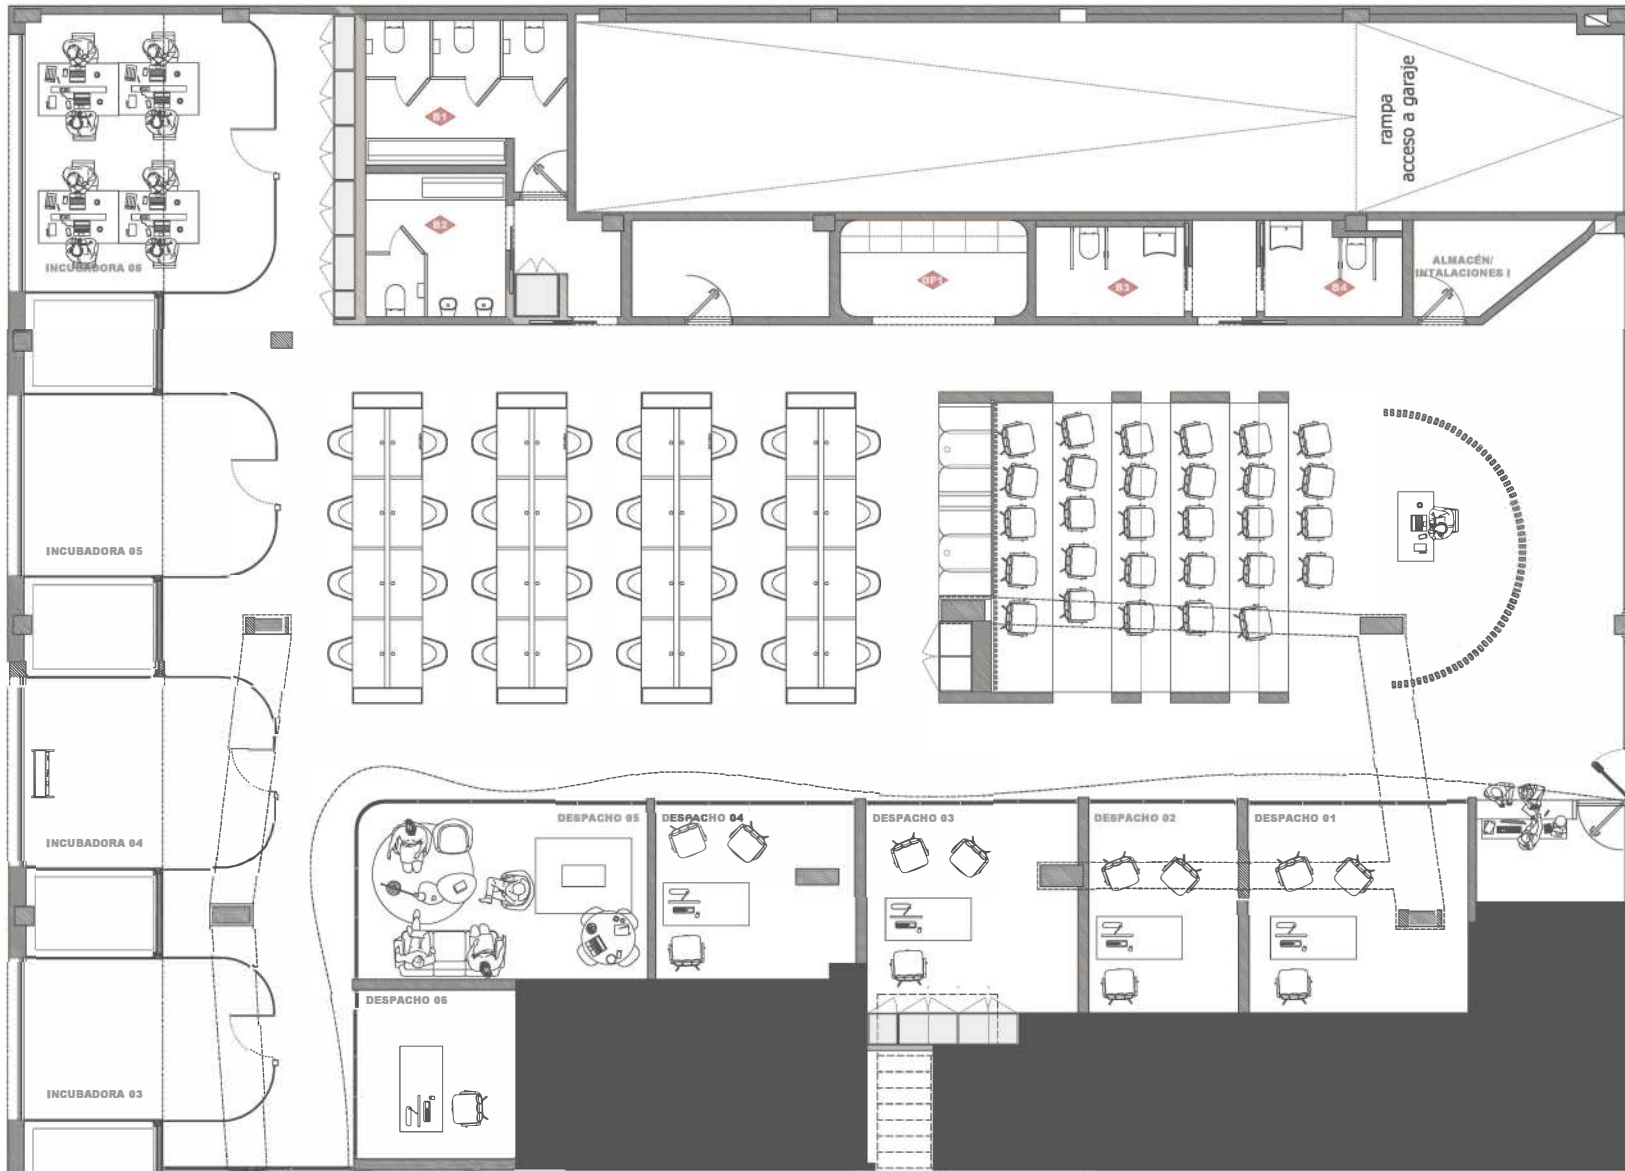 rampa
acceso a garaje
B1
B2
INCUBADORA 06
OF1
B3
B4
ALMACÉN/
INTALACIONES I
INCUBADORA 05
INCUBADORA 04
DESPACHO 05
DESPACHO 04
DESPACHO 03
DESPACHO 02
DESPACHO 01
DESPACHO 06
INCUBADORA 03